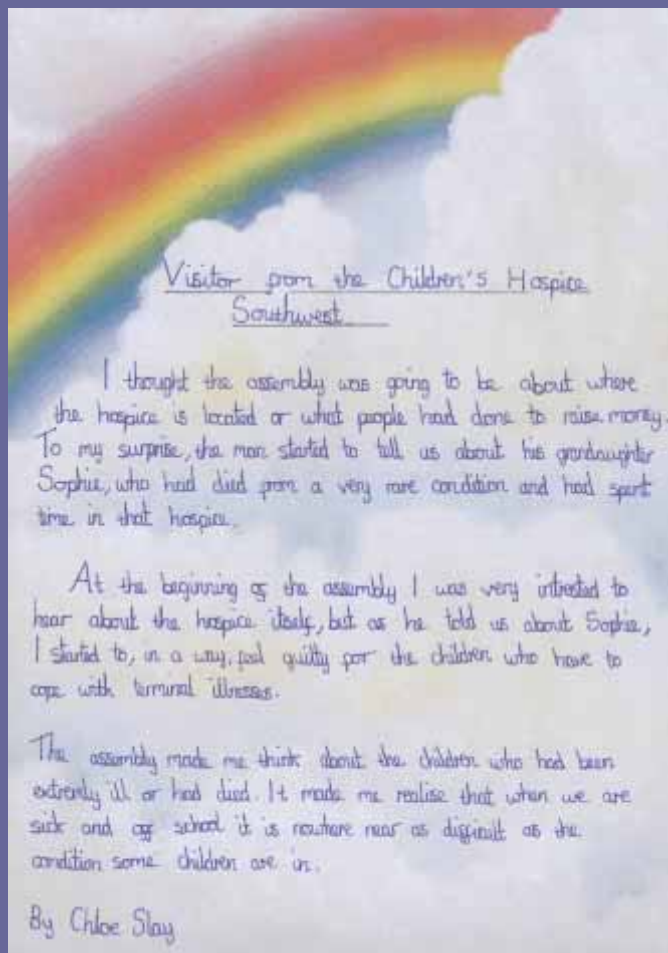 Visitor from the Children's Hospice
Southwest
I thought the assembly was going to be about where
the hospice is located or what people had done to raise money.
To my surprise, the man started to tell us about his grandaughter
Sophie, who had died from a very rare condition and had spent
time in that hospice.
At the beginning of the assembly I was very intrested to
hear about the hospice itself, but as he told us about Sophie,
I started to, in a way, feel guilty for the children who have to
cope with terminal illnesses.
The assembly made me think about the children who had been
extremly ill or had died. It made me realise that when we are
sick and off school it is nowhere near as difficult as the
condition some children are in.
By Chloe Slay